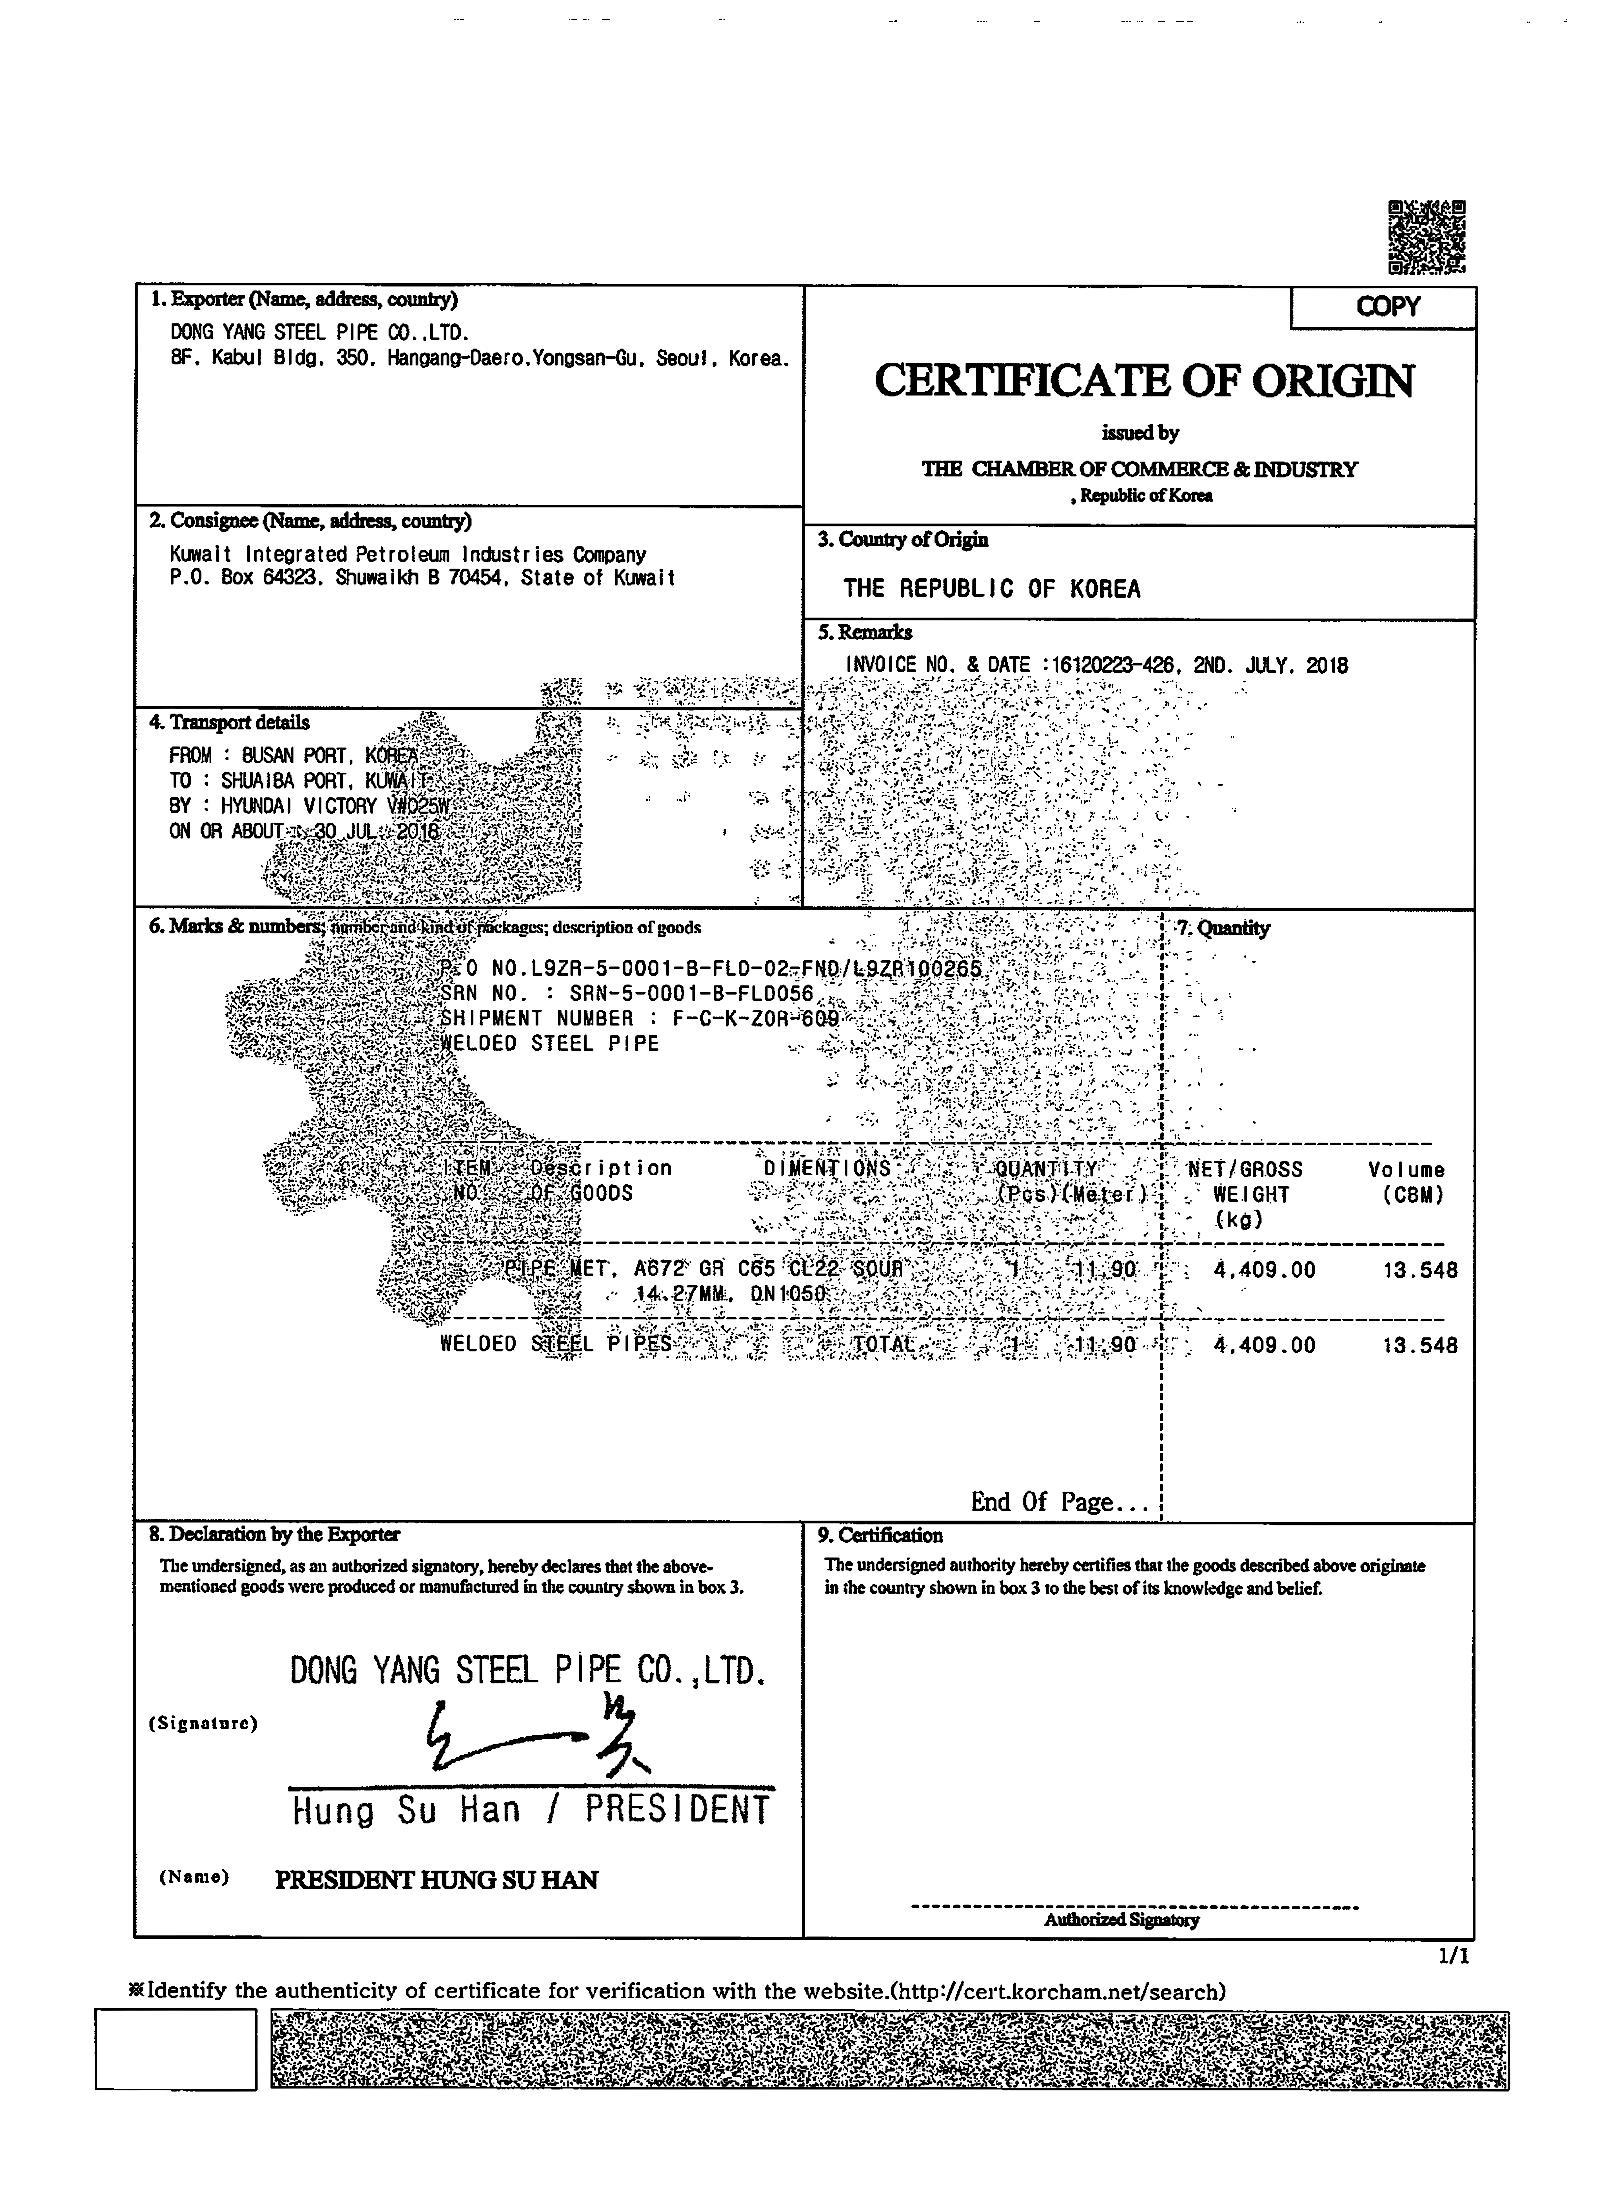 COPY
1. Exporter (Name, address, country)
DONG YANG STEEL PIPE CO.,LTD.
8F, Kabul Bldg, 350, Hangang-Daero,Yongsan-Gu, Seoul, Korea.
CERTIFICATE OF ORIGIN
issued by
THE CHAMBER OF COMMERCE & INDUSTRY
, Republic of Korea
2. Consignee (Name, address, country)
Kuwait Integrated Petroleum Industries Company
P.O. Box 64323, Shuwaikh B 70454, State of Kuwait
3. Country of Origin
THE REPUBLIC OF KOREA
5. Remarks
INVOICE NO. & DATE :16120223-426, 2ND. JULY. 2018
4. Transport details
FROM : BUSAN PORT, KOREA
TO : SHUAIBA PORT, KUWAIT
BY : HYUNDAI VICTORY V#025W
ON OR ABOUT : 30 JUL. 2018
6. Marks & numbers; number and kind of packages; description of goods
7. Quantity
P.O NO.L9ZR-5-0001-B-FLD-02-FND/L9ZR100265
SRN NO. : SRN-5-0001-B-FLD056
SHIPMENT NUMBER : F-C-K-ZOR-609
WELDED STEEL PIPE
ITEM Description DIMENTIONS QUANTITY NET/GROSS Volume
NO. OF GOODS (Pcs)(Meter) WEIGHT (CBM)
(kg)
PIPE MET, A672 GR C65 CL22 SOUR 1 11.90 4,409.00 13.548
14.27MM, DN1050
WELDED STEEL PIPES TOTAL 1 11.90 4,409.00 13.548
End Of Page...
8. Declaration by the Exporter
The undersigned, as an authorized signatory, hereby declares that the above-
mentioned goods were produced or manufactured in the country shown in box 3.
9. Certification
The undersigned authority hereby certifies that the goods described above originate
in the country shown in box 3 to the best of its knowledge and belief.
DONG YANG STEEL PIPE CO.,LTD.
(Signature)
Hung Su Han / PRESIDENT
(Name) PRESIDENT HUNG SU HAN
Authorized Signatory
1/1
※Identify the authenticity of certificate for verification with the website.(http://cert.korcham.net/search)